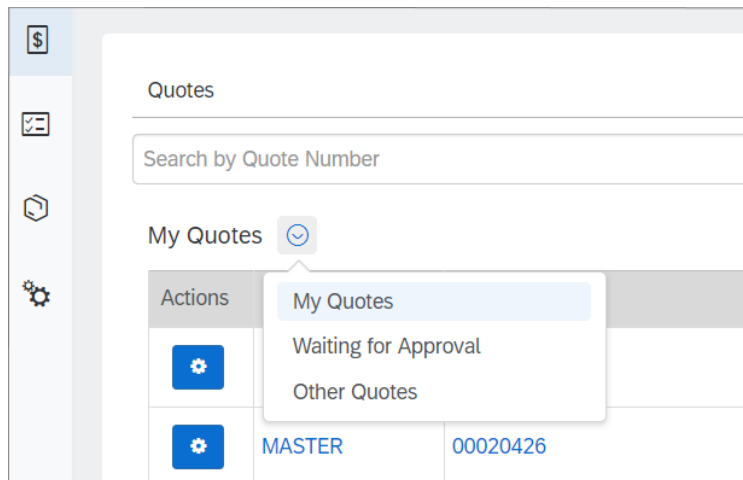 Quotes
Search by Quote Number
My Quotes
Actions
My Quotes
Waiting for Approval
Other Quotes
MASTER 00020426